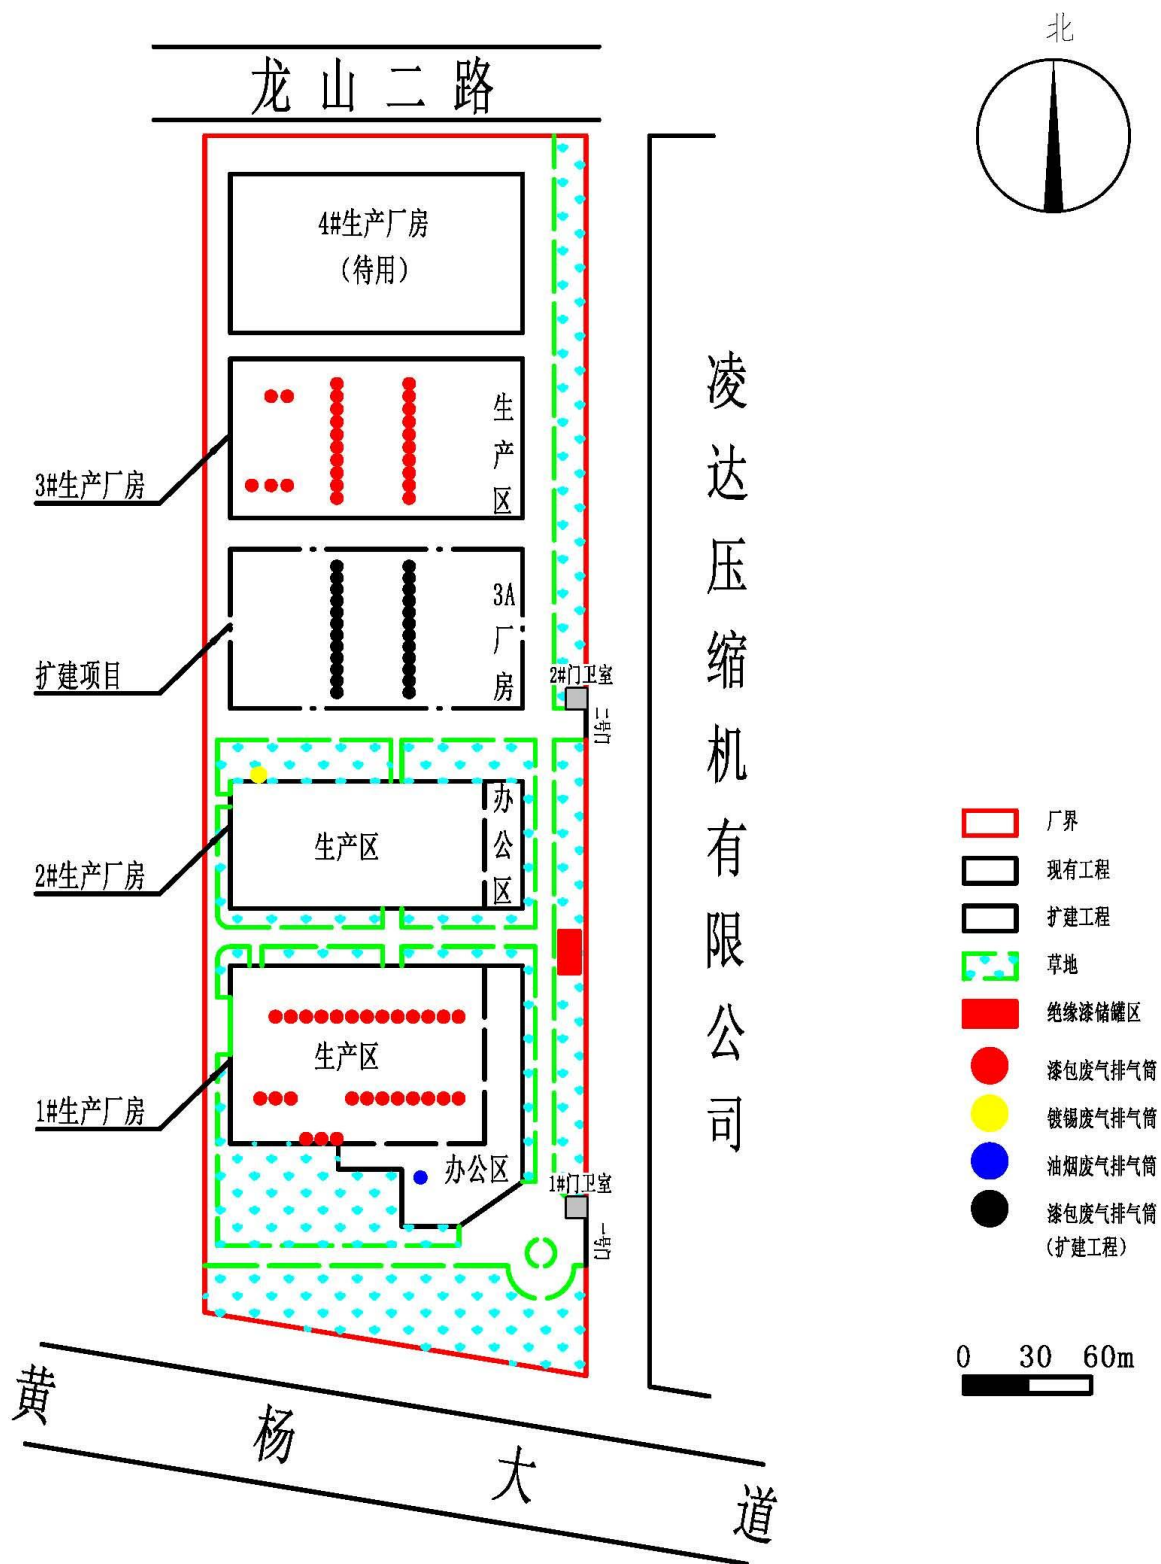 北
龙山二路
4#生产厂房
(待用)
生产区
3#生产厂房
3A厂房
扩建项目
2#门卫室
二号门
办公区
生产区
2#生产厂房
生产区
1#生产厂房
办公区
1#门卫室
一号门
凌达压缩机有限公司
黄杨大道
厂界
现有工程
扩建工程
草地
绝缘漆储罐区
漆包废气排气筒
镀锡废气排气筒
油烟废气排气筒
漆包废气排气筒
(扩建工程)
0 30 60m